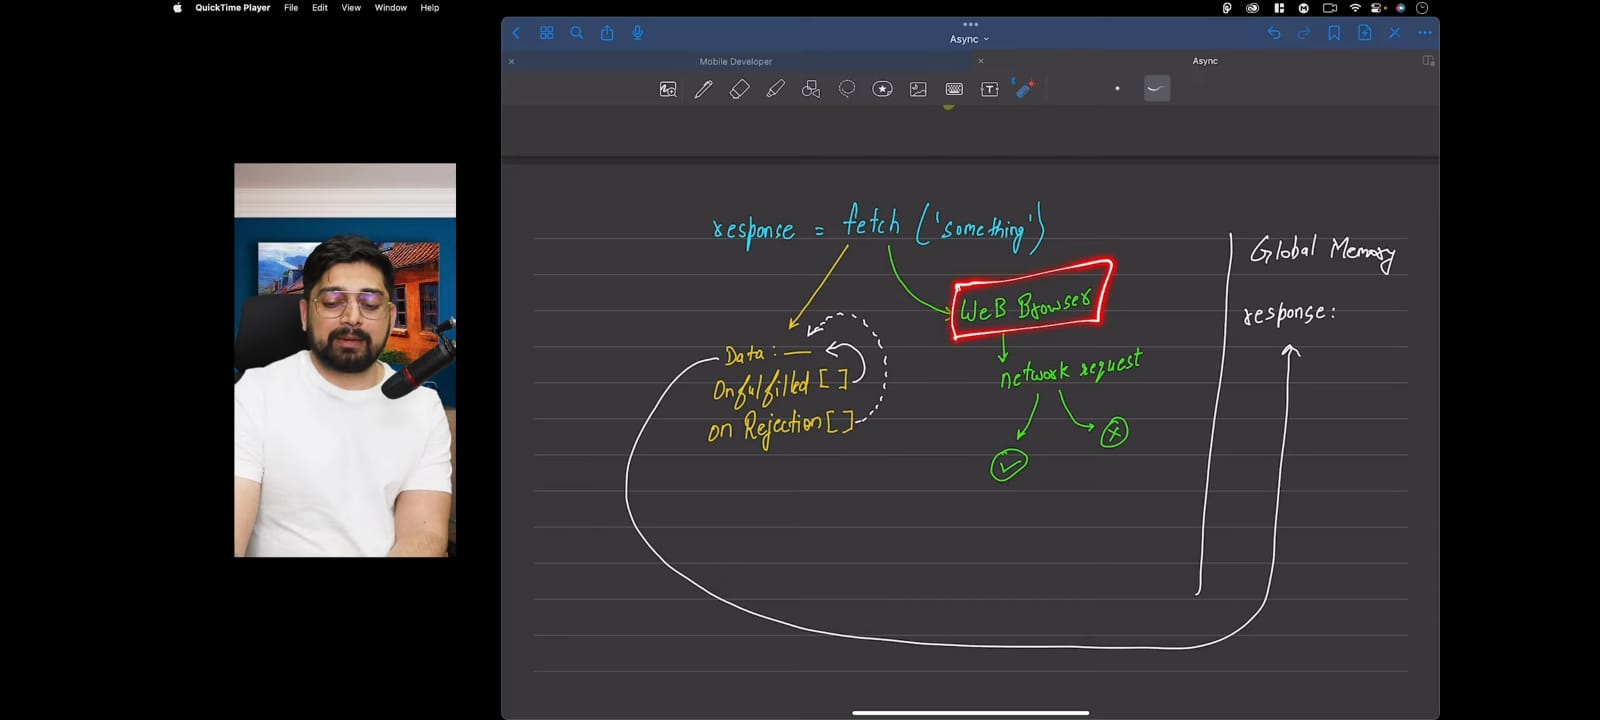 QuickTime Player File Edit View Window Help
Async
Mobile Developer
Async
response = fetch ('something')
Global Memory
WeB Browser
response:
Data: —
network request
Onfulfilled []
on Rejection []